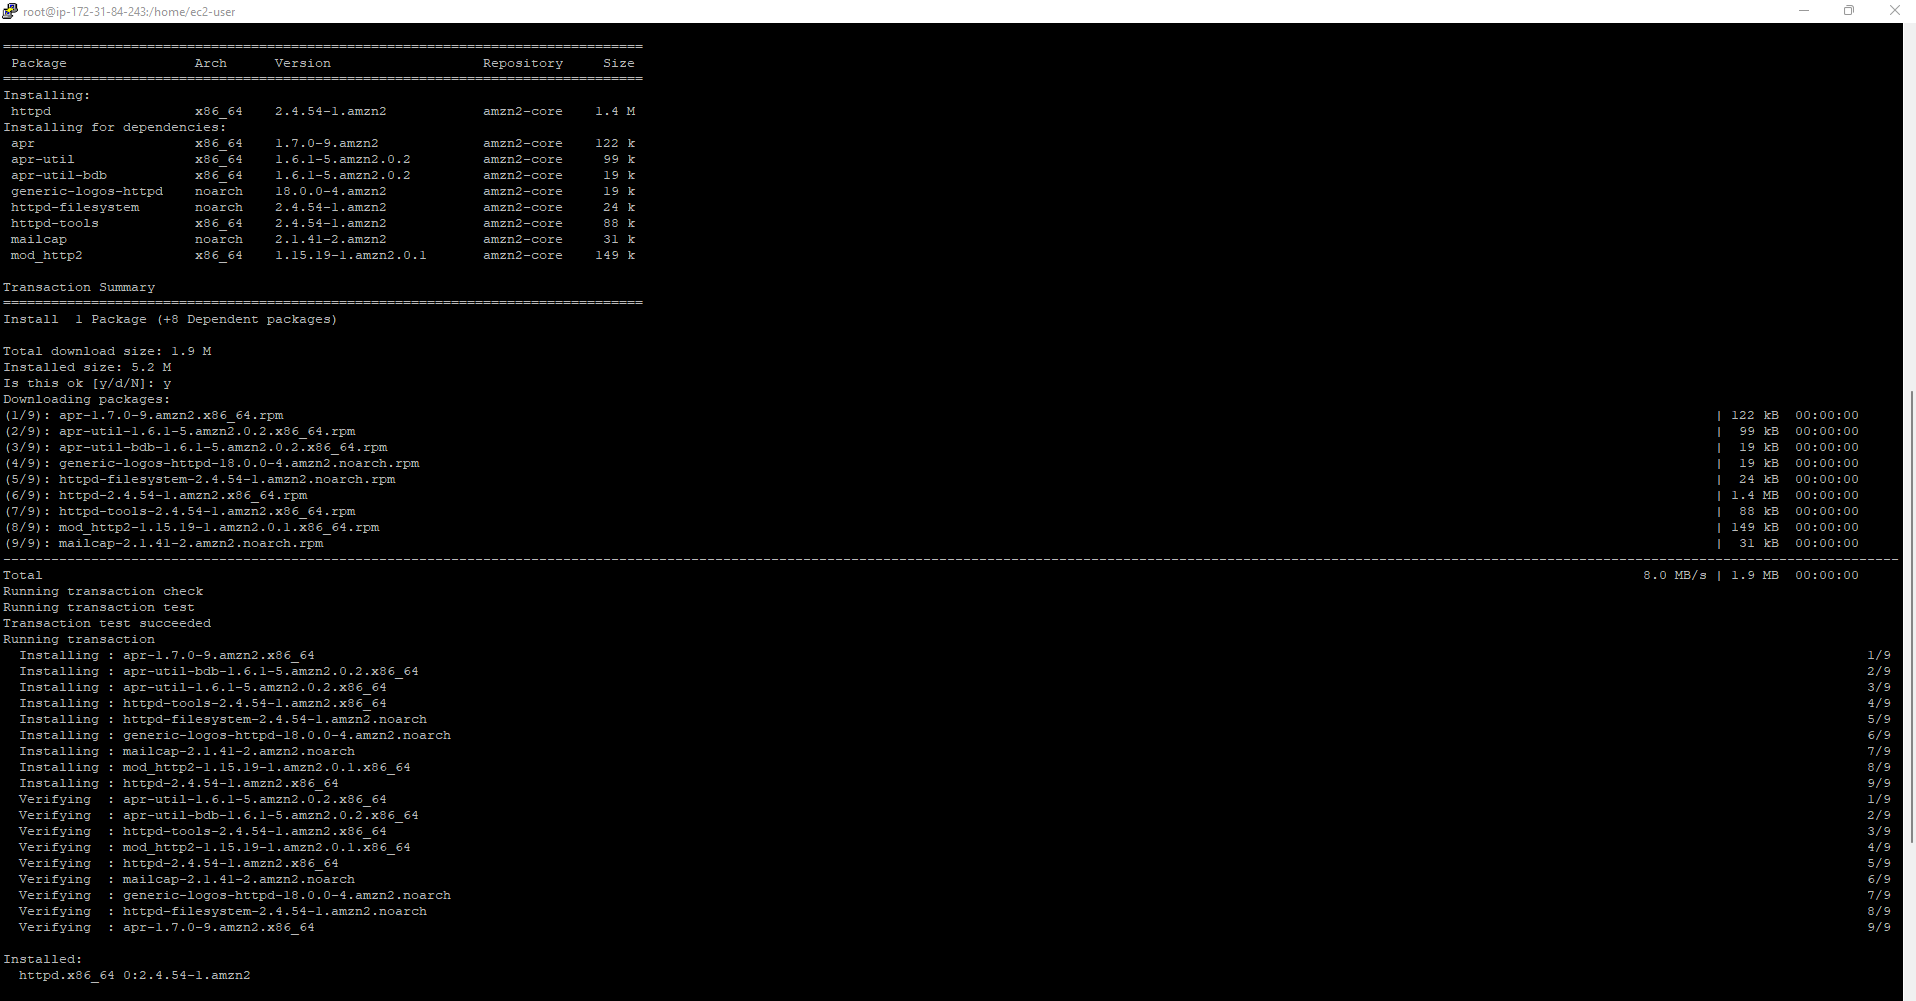 root@ip-172-31-84-243:/home/ec2-user
================================================================================
 Package                Arch      Version                   Repository     Size
================================================================================
Installing:
 httpd                  x86_64    2.4.54-1.amzn2            amzn2-core    1.4 M
Installing for dependencies:
 apr                    x86_64    1.7.0-9.amzn2             amzn2-core    122 k
 apr-util               x86_64    1.6.1-5.amzn2.0.2         amzn2-core     99 k
 apr-util-bdb           x86_64    1.6.1-5.amzn2.0.2         amzn2-core     19 k
 generic-logos-httpd    noarch    18.0.0-4.amzn2            amzn2-core     19 k
 httpd-filesystem       noarch    2.4.54-1.amzn2            amzn2-core     24 k
 httpd-tools            x86_64    2.4.54-1.amzn2            amzn2-core     88 k
 mailcap                noarch    2.1.41-2.amzn2            amzn2-core     31 k
 mod_http2              x86_64    1.15.19-1.amzn2.0.1       amzn2-core    149 k
Transaction Summary
================================================================================
Install  1 Package (+8 Dependent packages)
Total download size: 1.9 M
Installed size: 5.2 M
Is this ok [y/d/N]: y
Downloading packages:
(1/9): apr-1.7.0-9.amzn2.x86_64.rpm | 122 kB  00:00:00
(2/9): apr-util-1.6.1-5.amzn2.0.2.x86_64.rpm |  99 kB  00:00:00
(3/9): apr-util-bdb-1.6.1-5.amzn2.0.2.x86_64.rpm |  19 kB  00:00:00
(4/9): generic-logos-httpd-18.0.0-4.amzn2.noarch.rpm |  19 kB  00:00:00
(5/9): httpd-filesystem-2.4.54-1.amzn2.noarch.rpm |  24 kB  00:00:00
(6/9): httpd-2.4.54-1.amzn2.x86_64.rpm | 1.4 MB  00:00:00
(7/9): httpd-tools-2.4.54-1.amzn2.x86_64.rpm |  88 kB  00:00:00
(8/9): mod_http2-1.15.19-1.amzn2.0.1.x86_64.rpm | 149 kB  00:00:00
(9/9): mailcap-2.1.41-2.amzn2.noarch.rpm |  31 kB  00:00:00
--------------------------------------------------------------------------------
Total 8.0 MB/s | 1.9 MB  00:00:00
Running transaction check
Running transaction test
Transaction test succeeded
Running transaction
  Installing : apr-1.7.0-9.amzn2.x86_64 1/9
  Installing : apr-util-bdb-1.6.1-5.amzn2.0.2.x86_64 2/9
  Installing : apr-util-1.6.1-5.amzn2.0.2.x86_64 3/9
  Installing : httpd-tools-2.4.54-1.amzn2.x86_64 4/9
  Installing : httpd-filesystem-2.4.54-1.amzn2.noarch 5/9
  Installing : generic-logos-httpd-18.0.0-4.amzn2.noarch 6/9
  Installing : mailcap-2.1.41-2.amzn2.noarch 7/9
  Installing : mod_http2-1.15.19-1.amzn2.0.1.x86_64 8/9
  Installing : httpd-2.4.54-1.amzn2.x86_64 9/9
  Verifying  : apr-util-1.6.1-5.amzn2.0.2.x86_64 1/9
  Verifying  : apr-util-bdb-1.6.1-5.amzn2.0.2.x86_64 2/9
  Verifying  : httpd-tools-2.4.54-1.amzn2.x86_64 3/9
  Verifying  : mod_http2-1.15.19-1.amzn2.0.1.x86_64 4/9
  Verifying  : httpd-2.4.54-1.amzn2.x86_64 5/9
  Verifying  : mailcap-2.1.41-2.amzn2.noarch 6/9
  Verifying  : generic-logos-httpd-18.0.0-4.amzn2.noarch 7/9
  Verifying  : httpd-filesystem-2.4.54-1.amzn2.noarch 8/9
  Verifying  : apr-1.7.0-9.amzn2.x86_64 9/9
Installed:
  httpd.x86_64 0:2.4.54-1.amzn2